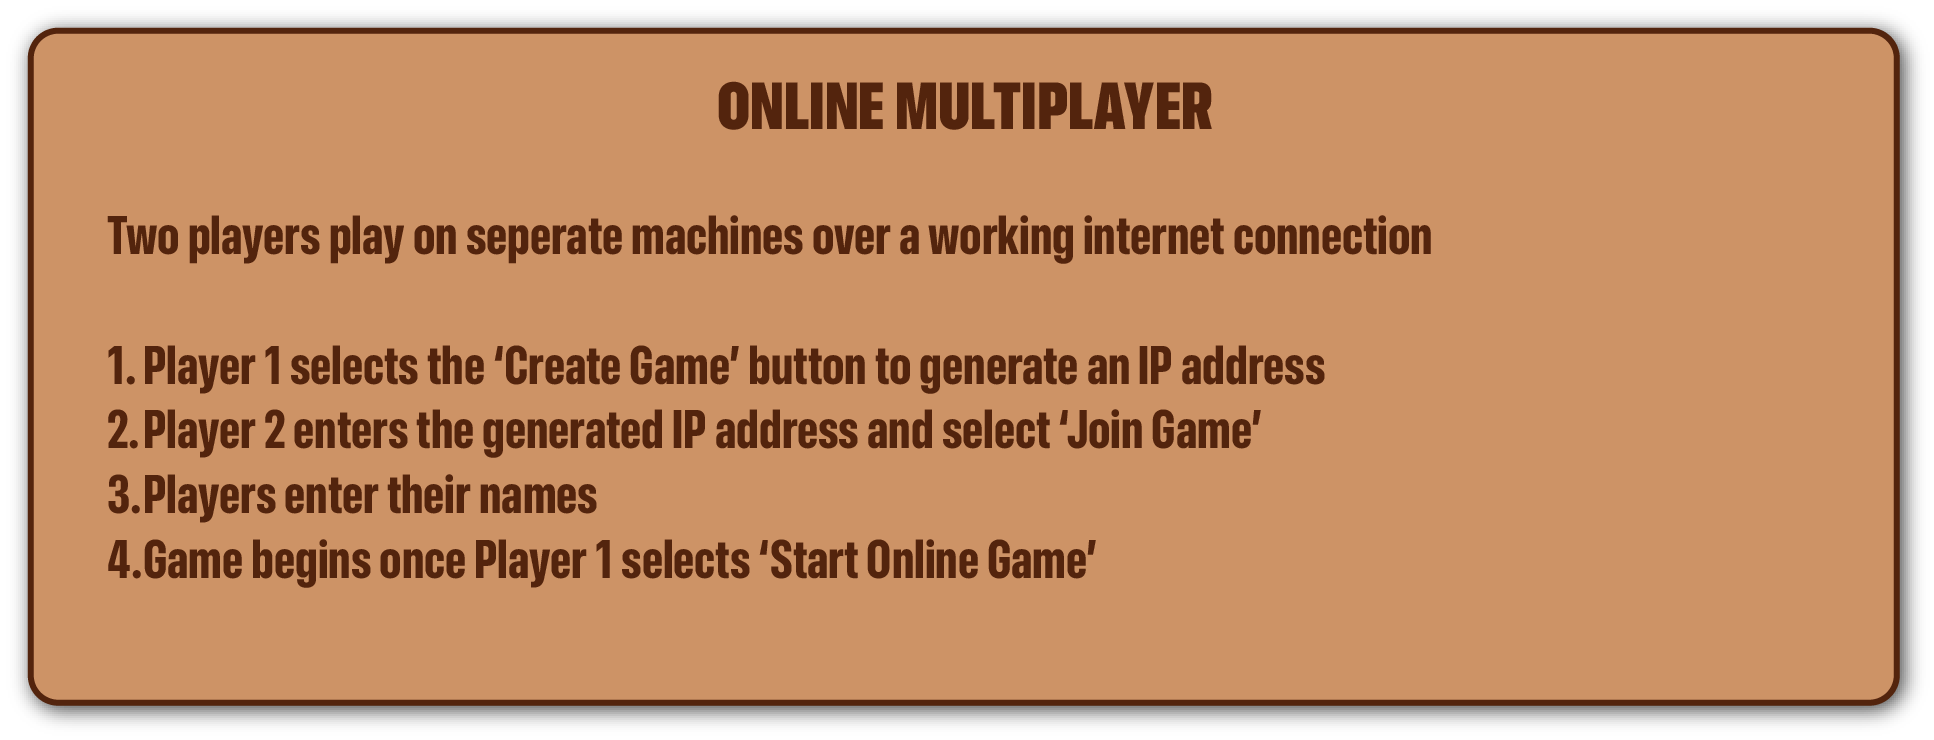 ONLINE MULTIPLAYER
Two players play on seperate machines over a working internet connection
1. Player 1 selects the ‘Create Game’ button to generate an IP address
2. Player 2 enters the generated IP address and select ‘Join Game’
3. Players enter their names
4. Game begins once Player 1 selects ‘Start Online Game’